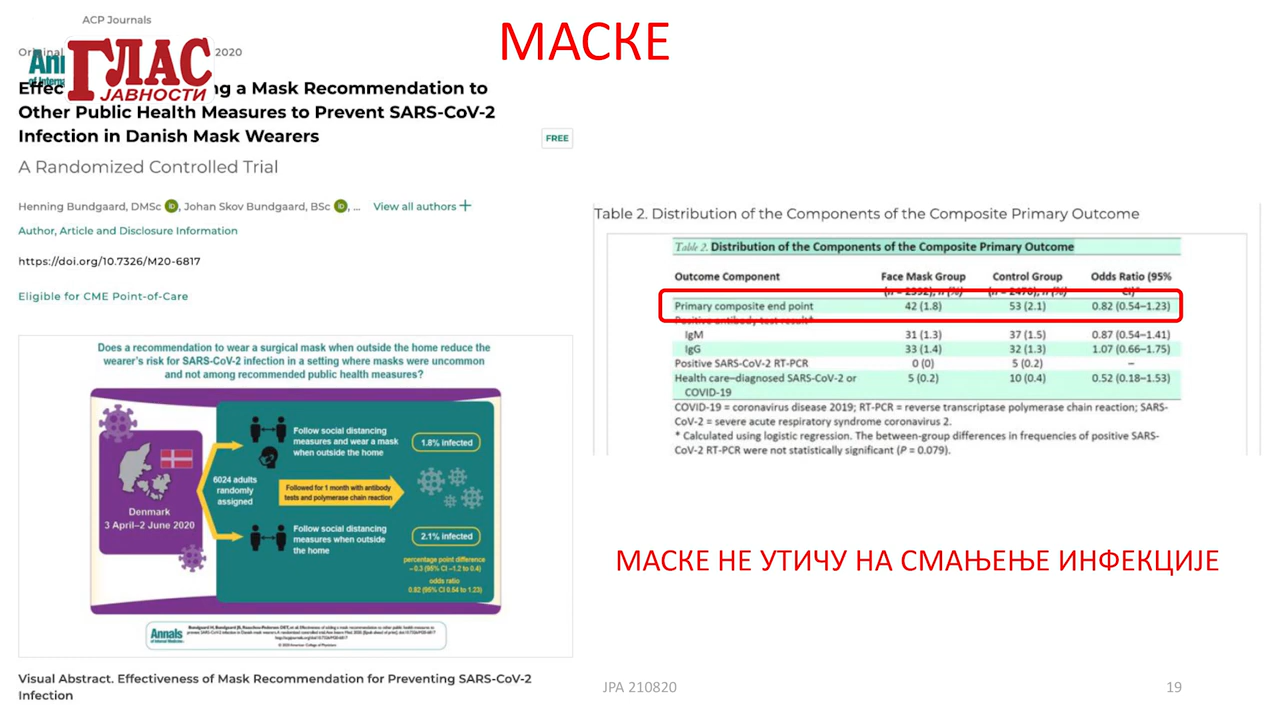 МАСКЕ
ACP Journals
Original
2020
ГЛАС
ЈАВНОСТИ
Effec
ng a Mask Recommendation to
Other Public Health Measures to Prevent SARS-CoV-2
Infection in Danish Mask Wearers
FREE
A Randomized Controlled Trial
Henning Bundgaard, DMSc iD, Johan Skov Bundgaard, BSc iD, ... View all authors +
Author, Article and Disclosure Information
https://doi.org/10.7326/M20-6817
Eligible for CME Point-of-Care
Does a recommendation to wear a surgical mask when outside the home reduce the
wearer's risk for SARS-CoV-2 infection in a setting where masks were uncommon
and not among recommended public health measures?
Denmark
3 April–2 June 2020
6024 adults
randomly
assigned
Follow social distancing
measures and wear a mask
when outside the home
1.8% infected
Followed for 1 month with antibody
tests and polymerase chain reaction
Follow social distancing
measures when outside
the home
2.1% infected
percentage point difference
–0.3 (95% CI –1.2 to 0.4)
odds ratio
0.82 (95% CI 0.54 to 1.23)
Annals
of Internal Medicine
© 2020 American College of Physicians
Visual Abstract. Effectiveness of Mask Recommendation for Preventing SARS-CoV-2
Infection
Table 2. Distribution of the Components of the Composite Primary Outcome
Table 2. Distribution of the Components of the Composite Primary Outcome
Outcome Component Face Mask Group Control Group Odds Ratio (95%
(n = 2392), n (%) (n = 2470), n (%) CI)*
Primary composite end point 42 (1.8) 53 (2.1) 0.82 (0.54–1.23)
Positive antibody test result*
IgM 31 (1.3) 37 (1.5) 0.87 (0.54–1.41)
IgG 33 (1.4) 32 (1.3) 1.07 (0.66–1.75)
Positive SARS-CoV-2 RT-PCR 0 (0) 5 (0.2) –
Health care–diagnosed SARS-CoV-2 or 5 (0.2) 10 (0.4) 0.52 (0.18–1.53)
COVID-19
COVID-19 = coronavirus disease 2019; RT-PCR = reverse transcriptase polymerase chain reaction; SARS-
CoV-2 = severe acute respiratory syndrome coronavirus 2.
* Calculated using logistic regression. The between-group differences in frequencies of positive SARS-
CoV-2 RT-PCR were not statistically significant (P = 0.079).
МАСКЕ НЕ УТИЧУ НА СМАЊЕЊЕ ИНФЕКЦИЈЕ
JPA 210820
19